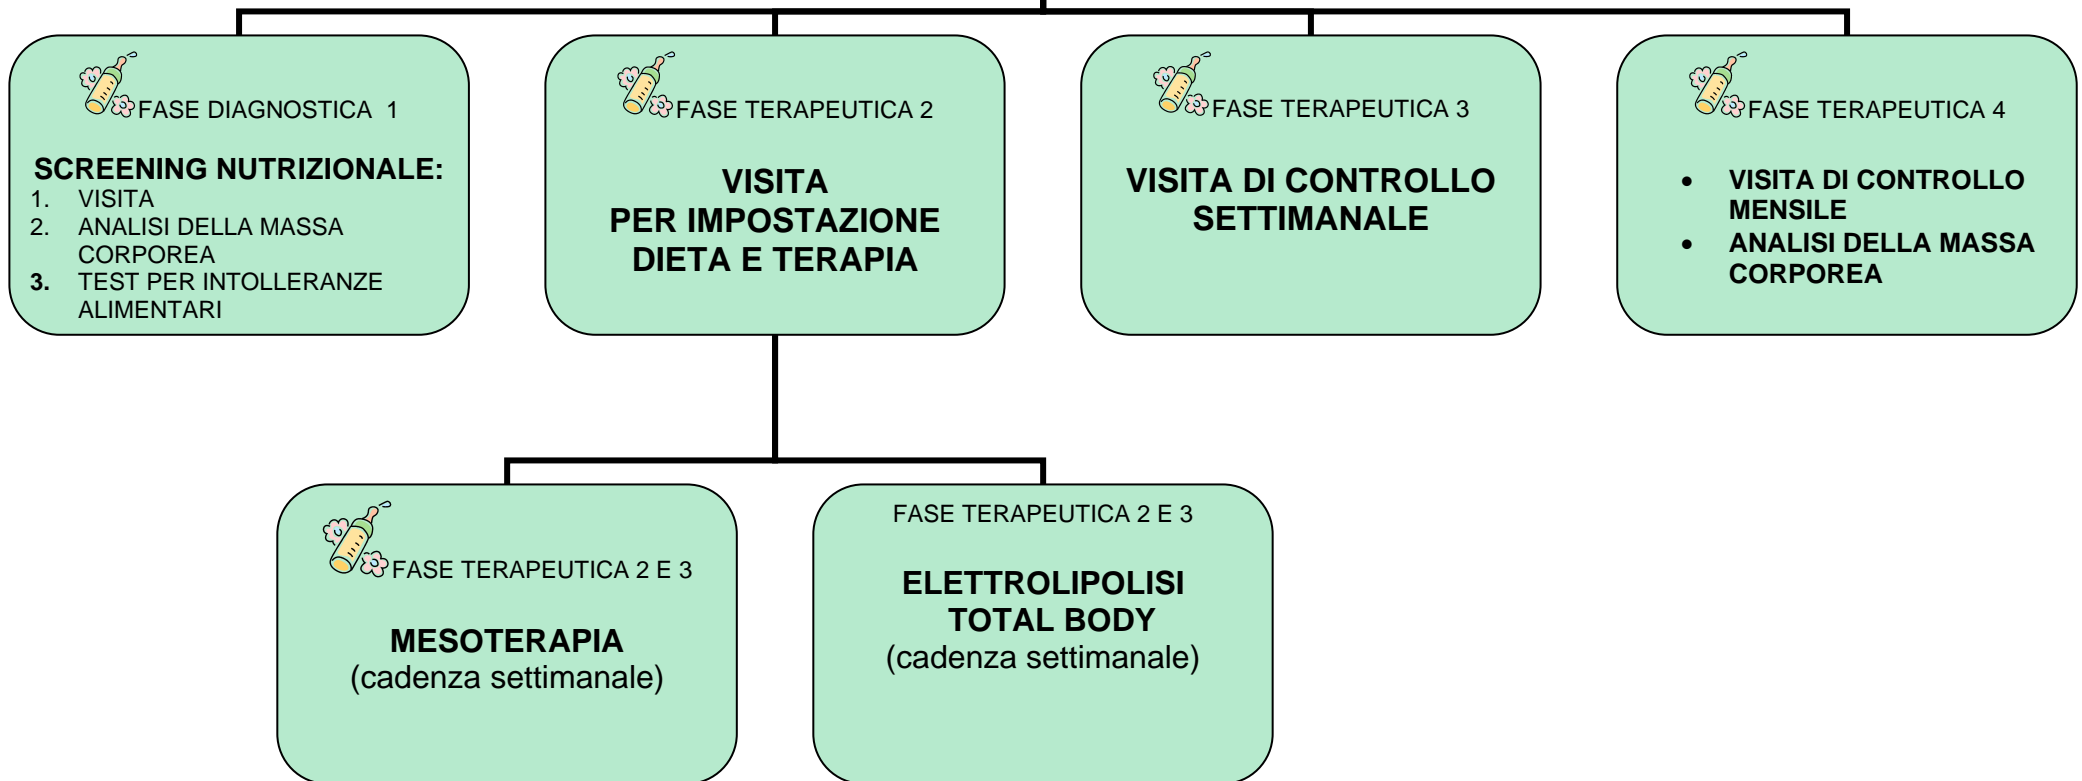 FASE DIAGNOSTICA 1
SCREENING NUTRIZIONALE:
1. VISITA
2. ANALISI DELLA MASSA
CORPOREA
3. TEST PER INTOLLERANZE
ALIMENTARI
FASE TERAPEUTICA 2
VISITA
PER IMPOSTAZIONE
DIETA E TERAPIA
FASE TERAPEUTICA 3
VISITA DI CONTROLLO
SETTIMANALE
FASE TERAPEUTICA 4
• VISITA DI CONTROLLO
MENSILE
• ANALISI DELLA MASSA
CORPOREA
FASE TERAPEUTICA 2 E 3
MESOTERAPIA
(cadenza settimanale)
FASE TERAPEUTICA 2 E 3
ELETTROLIPOLISI
TOTAL BODY
(cadenza settimanale)